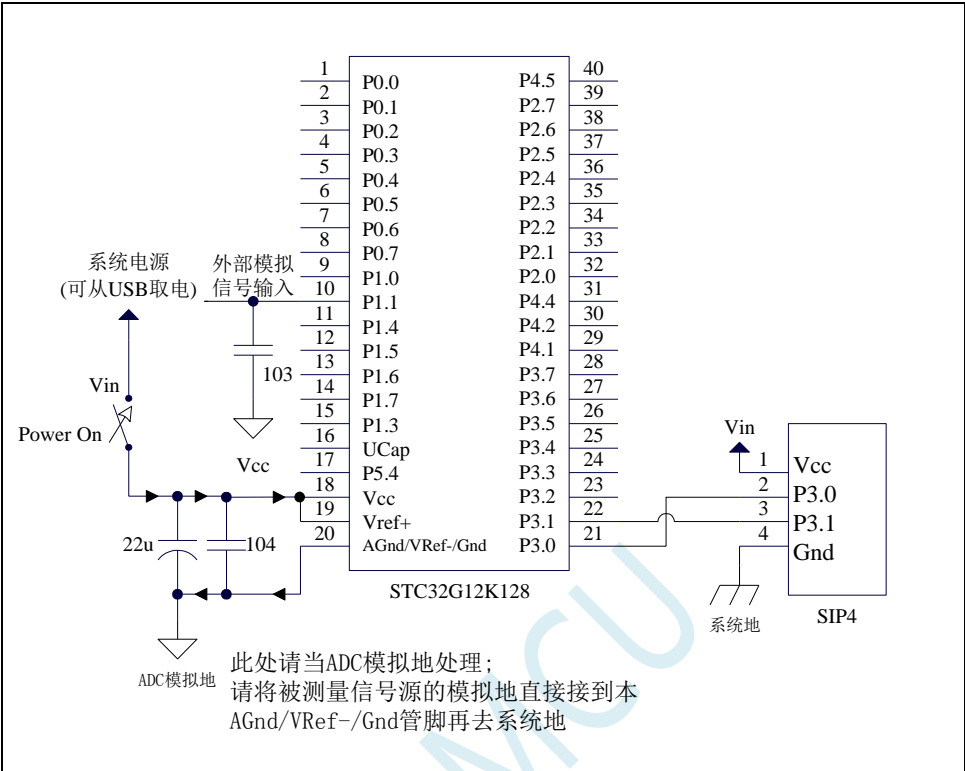 1 P0.0 P4.5 40
2 P0.1 P2.7 39
3 P0.2 P2.6 38
4 P0.3 P2.5 37
5 P0.4 P2.4 36
6 P0.5 P2.3 35
7 P0.6 P2.2 34
8 P0.7 P2.1 33
9 P1.0 P2.0 32
10 P1.1 P4.4 31
11 P1.4 P4.2 30
12 P1.5 P4.1 29
13 P1.6 P3.7 28
14 P1.7 P3.6 27
15 P1.3 P3.5 26
16 UCap P3.4 25
17 P5.4 P3.3 24
18 Vcc P3.2 23
19 Vref+ P3.1 22
20 AGnd/VRef-/Gnd P3.0 21
STC32G12K128
系统电源
(可从USB取电)
外部模拟
信号输入
103
Vin
Power On
Vcc
22u
104
ADC模拟地
Vin
1 Vcc
2 P3.0
3 P3.1
4 Gnd
SIP4
系统地
此处请当ADC模拟地处理;
请将被测量信号源的模拟地直接接到本
AGnd/VRef-/Gnd管脚再去系统地
MCU